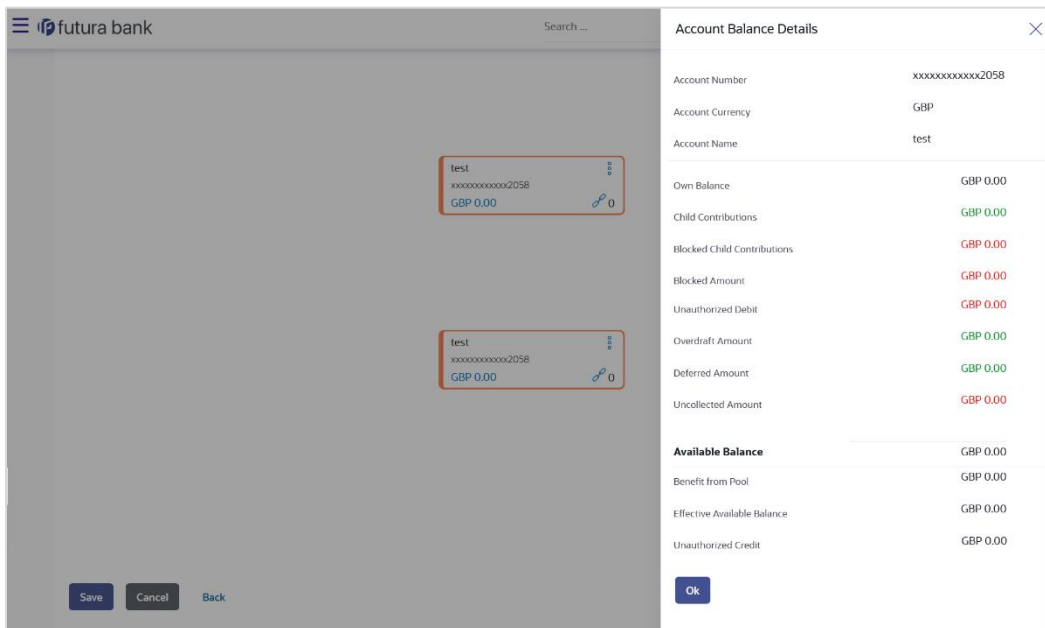 futura bank
Search ...
test
xxxxxxxxxxxx2058
GBP 0.00 0
test
xxxxxxxxxxxx2058
GBP 0.00 0
Save Cancel Back
Account Balance Details
Account Number xxxxxxxxxxxx2058
Account Currency GBP
Account Name test
Own Balance GBP 0.00
Child Contributions GBP 0.00
Blocked Child Contributions GBP 0.00
Blocked Amount GBP 0.00
Unauthorized Debit GBP 0.00
Overdraft Amount GBP 0.00
Deferred Amount GBP 0.00
Uncollected Amount GBP 0.00
Available Balance GBP 0.00
Benefit from Pool GBP 0.00
Effective Available Balance GBP 0.00
Unauthorized Credit GBP 0.00
Ok